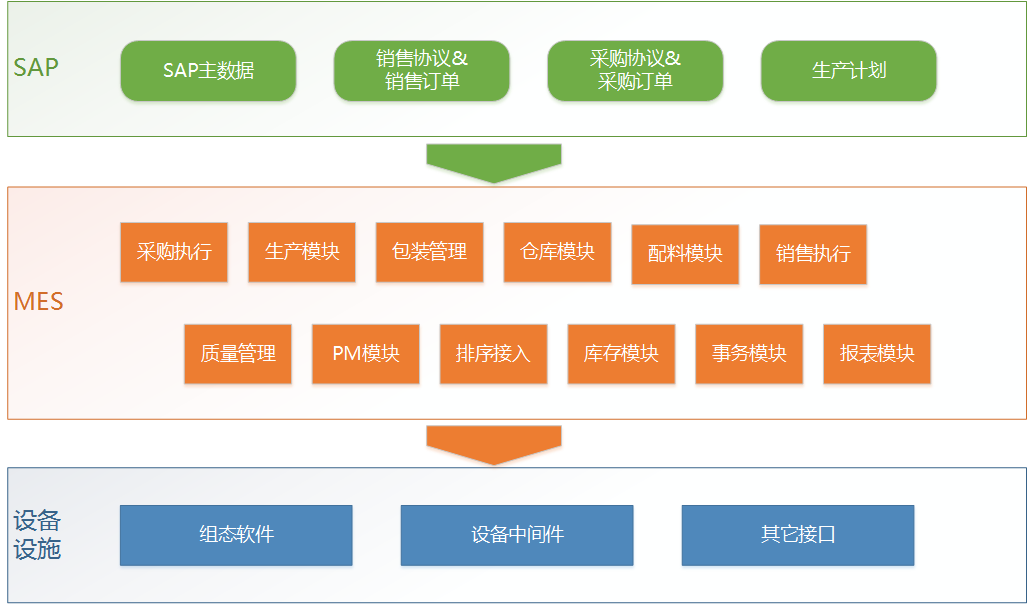 SAP
SAP主数据
销售协议&
销售订单
采购协议&
采购订单
生产计划
MES
采购执行
生产模块
包装管理
仓库模块
配料模块
销售执行
质量管理
PM模块
排序接入
库存模块
事务模块
报表模块
设备
设施
组态软件
设备中间件
其它接口